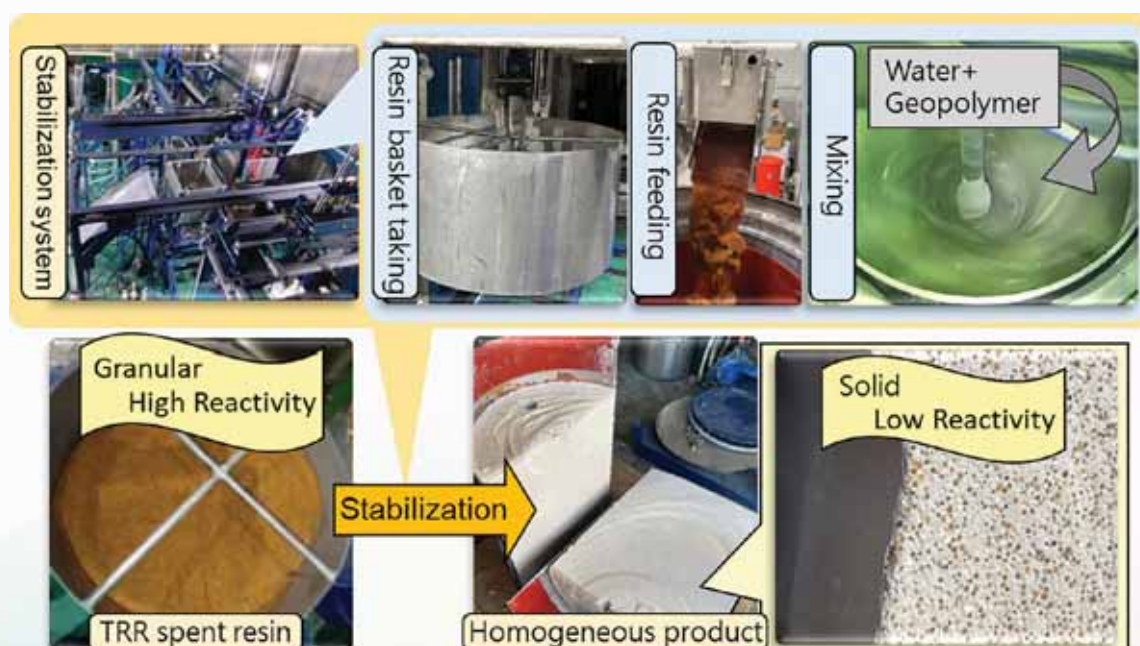 Stabilization system
Resin basket taking
Resin feeding
Mixing
Water+
Geopolymer
Granular
High Reactivity
TRR spent resin
Stabilization
Homogeneous product
Solid
Low Reactivity